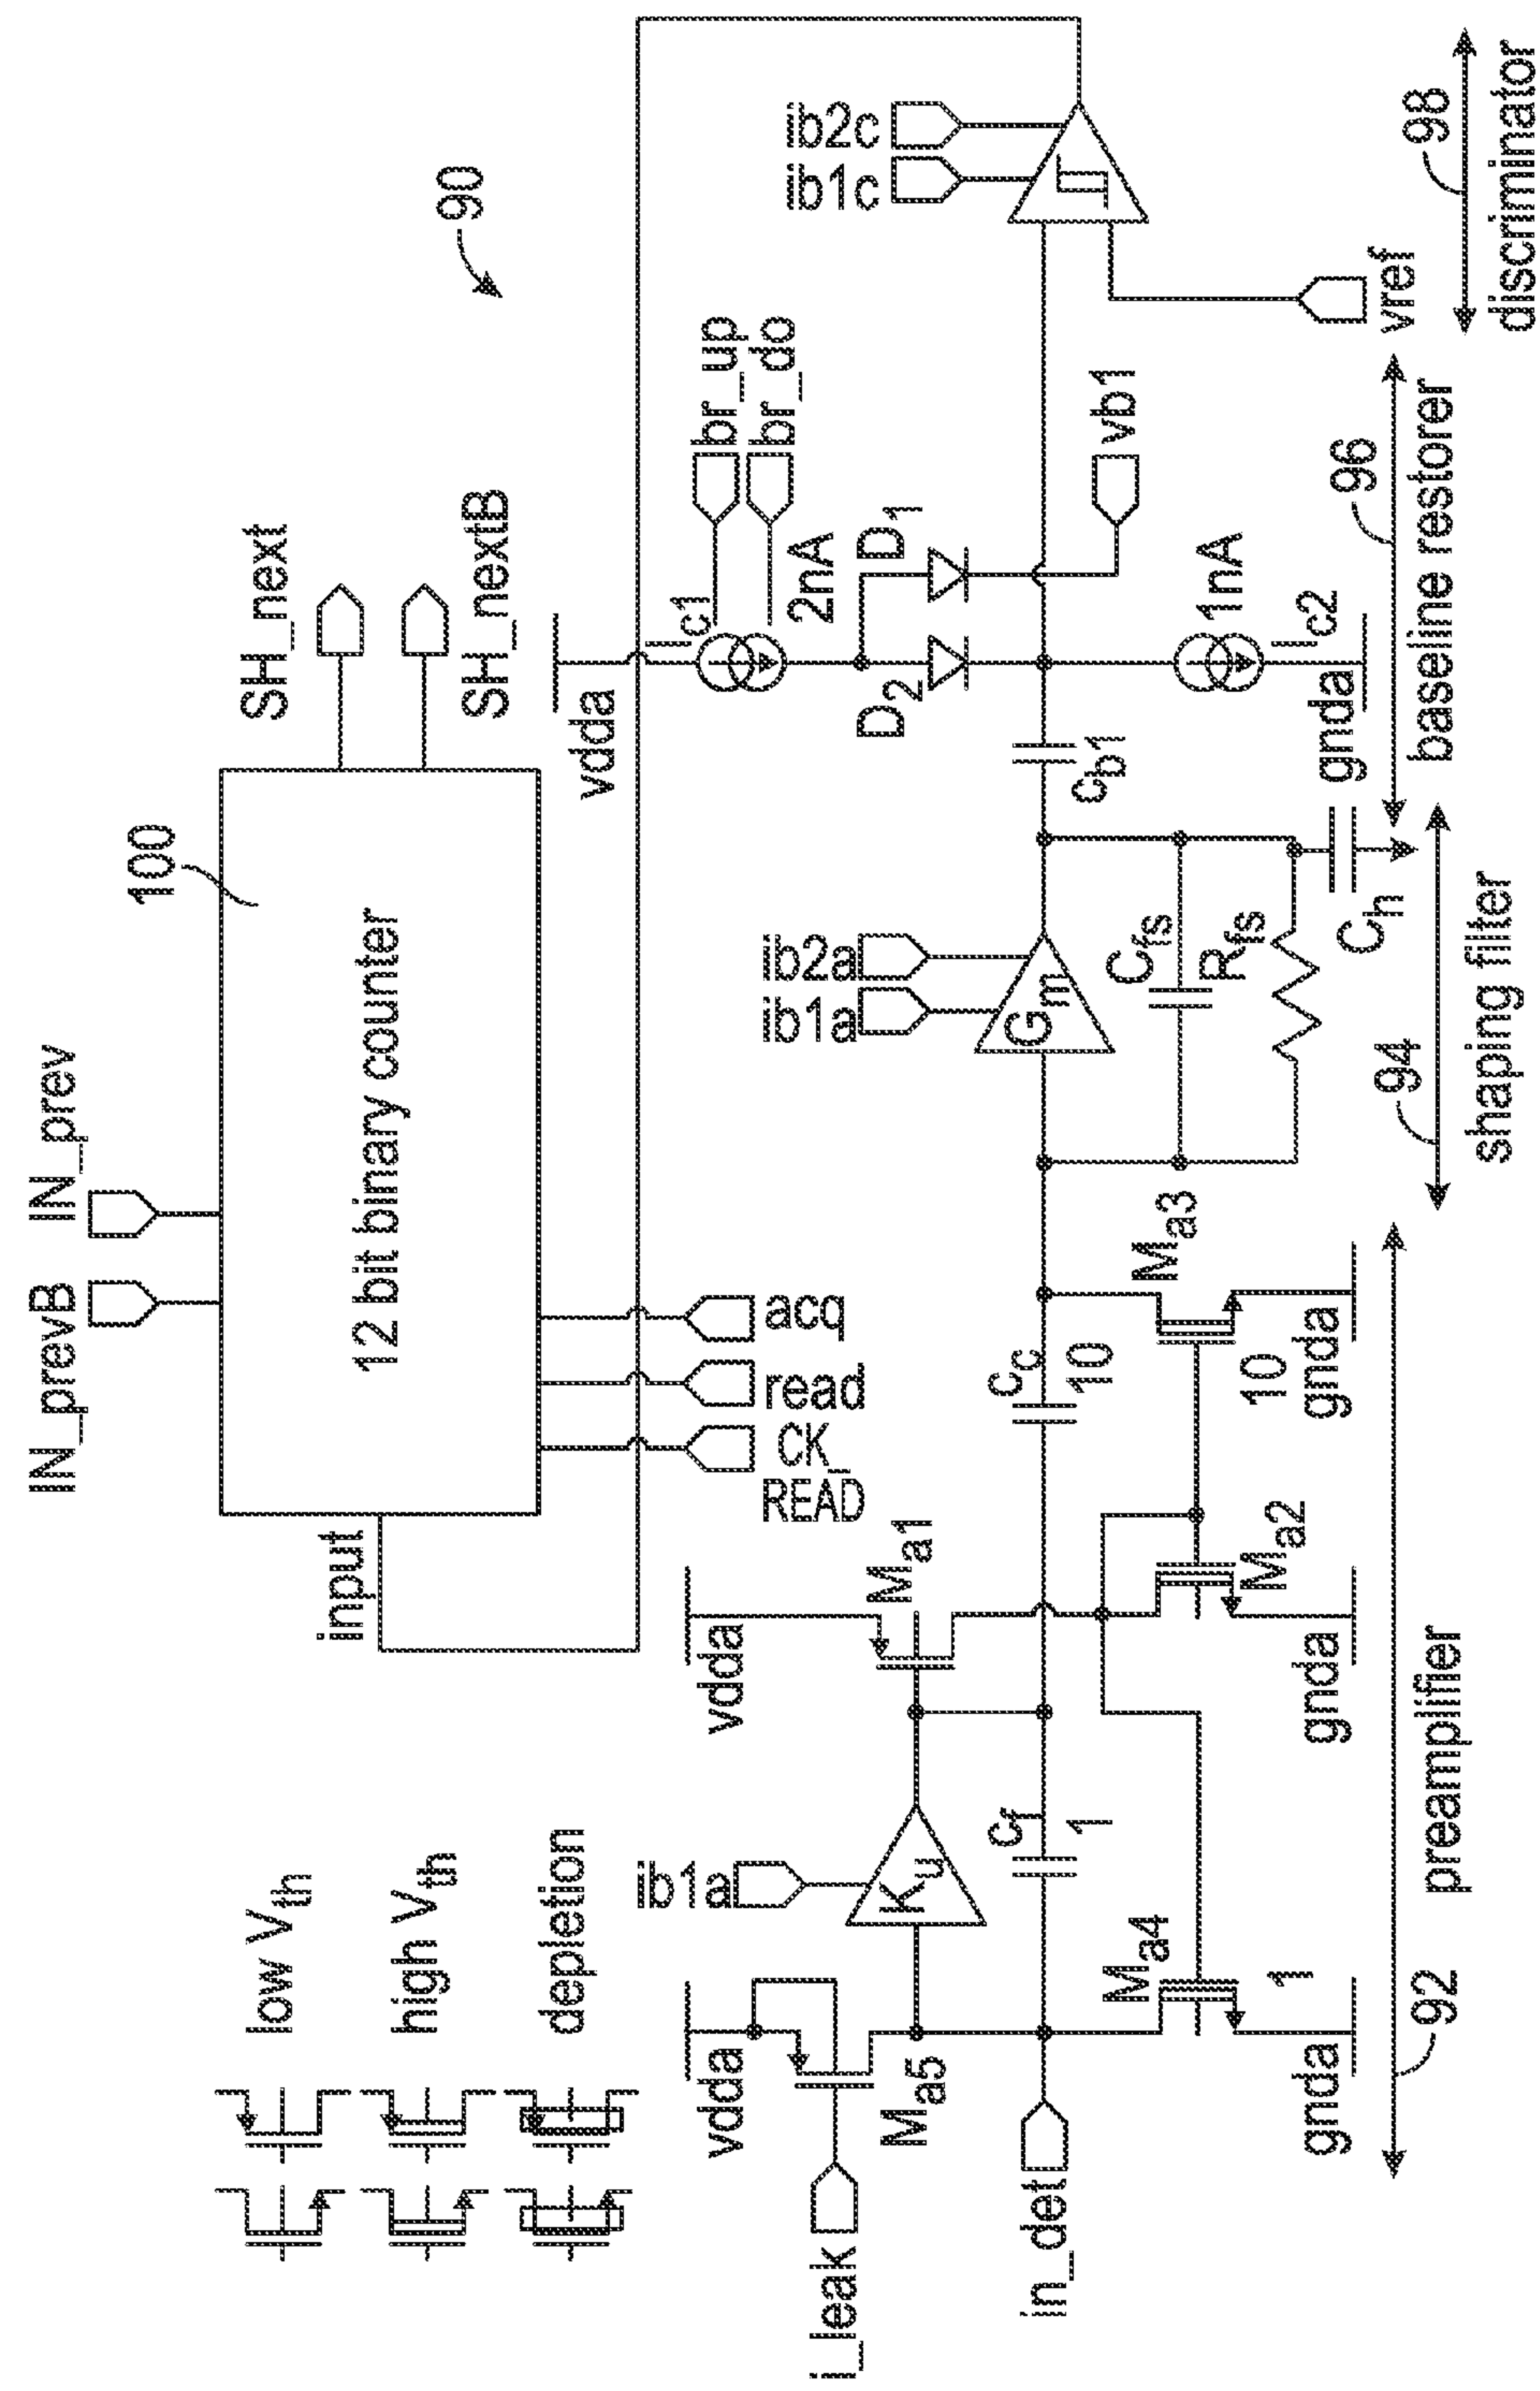 90
IN_prevB
IN_prev
100
SH_next
SH_nextB
12 bit binary counter
input
CK_READ
read
acq
low Vth
high Vth
depletion
vdda
vdda
vdda
br_up
br_do
ic1
2nA
ib1a
Ku
Ma1
ib1a
ib2a
Gm
ib1c
ib2c
i_leak
Ma5
in_det
Cf
1
Cc
10
cb1
D2
D1
vb1
Ma4
1
Ma2
Ma3
10
Cfs
Rfs
Ch
1nA
ic2
vref
gnda
gnda
gnda
gnda
92
94
96
98
preamplifier
shaping filter
baseline restorer
discriminator